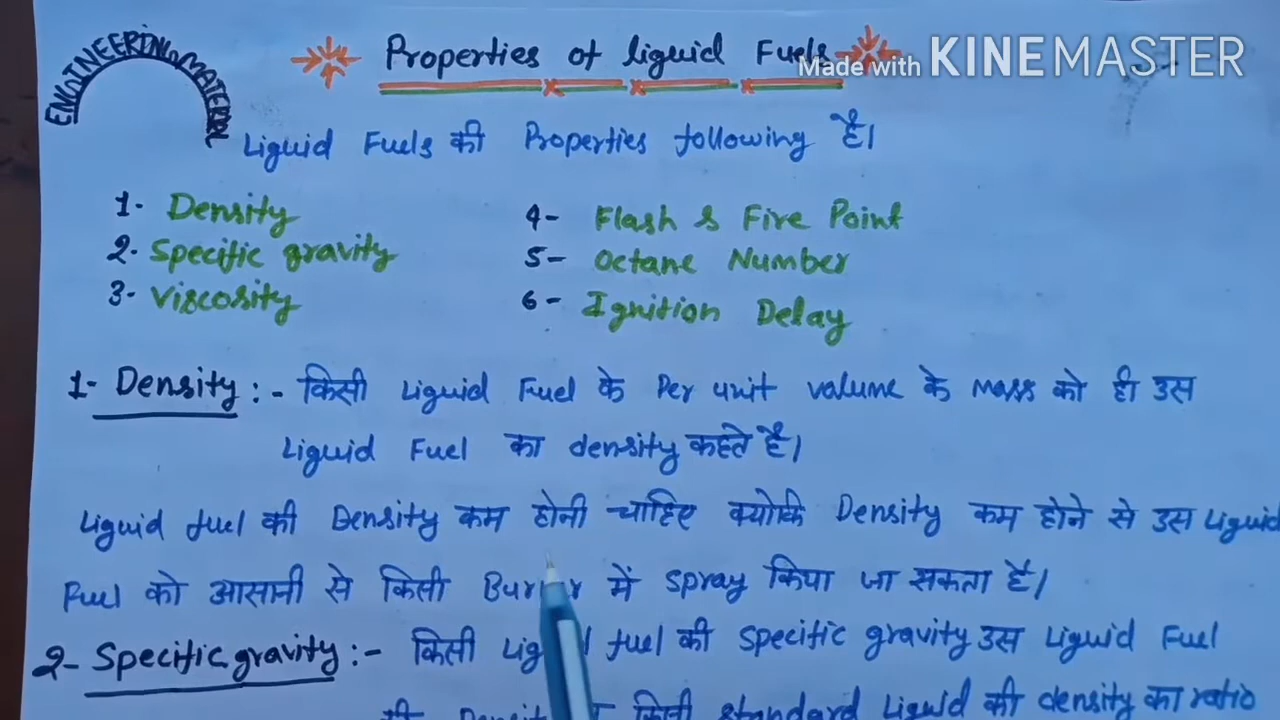 ENGINEERING MATERIAL
Properties of liquid Fuels
Made with KINEMASTER
Liquid Fuels की Properties following है।
1- Density
2- Specific gravity
3- Viscosity
4- Flash & Fire Point
5- Octane Number
6- Ignition Delay
1- Density :- किसी Liquid Fuel के Per unit volume के mass को ही उस
Liquid Fuel का density कहते है।
Liquid fuel की Density कम होनी चाहिए क्योकि Density कम होने से उस Liquid
Fuel को आसानी से किसी Burner में spray किया जा सकता है।
2- Specific gravity :- किसी Liquid fuel की specific gravity उस Liquid Fuel
की Density किसी standard Liquid की density का ratio